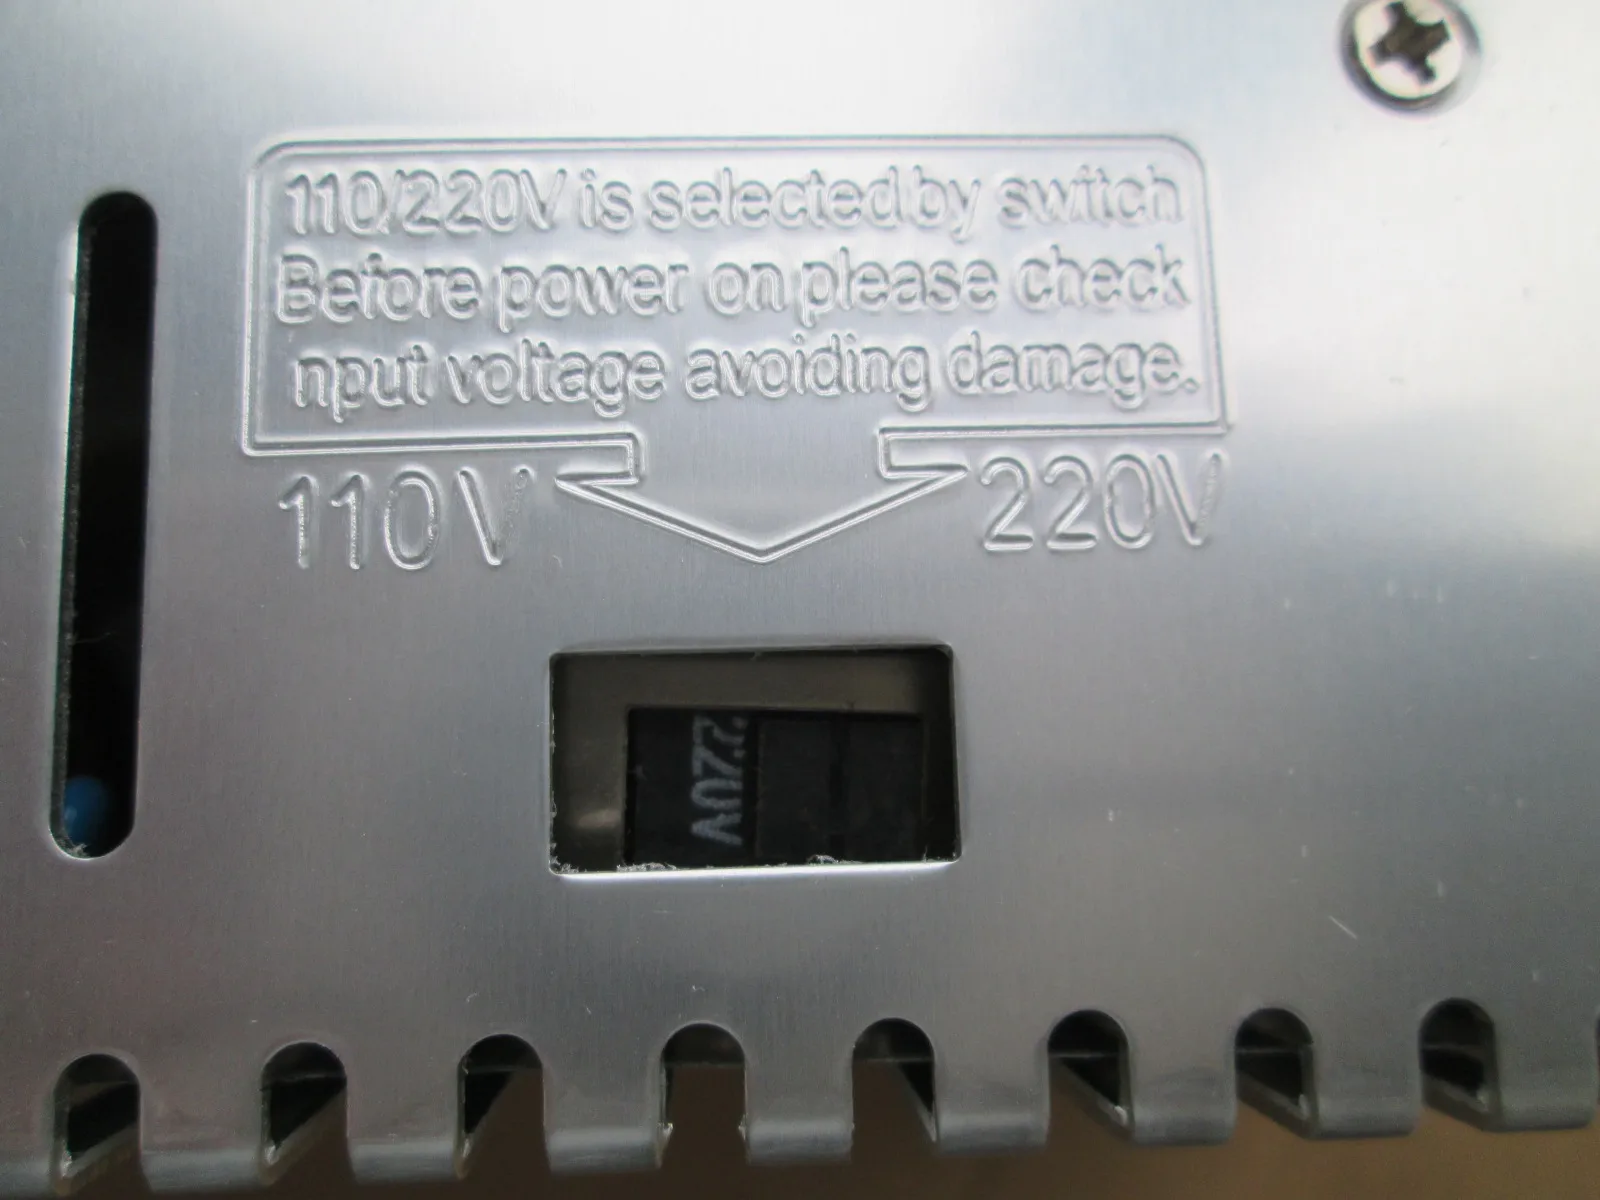 110/220V is selected by switch
Before power on please check
nput voltage avoiding damage.
110V 220V
220V